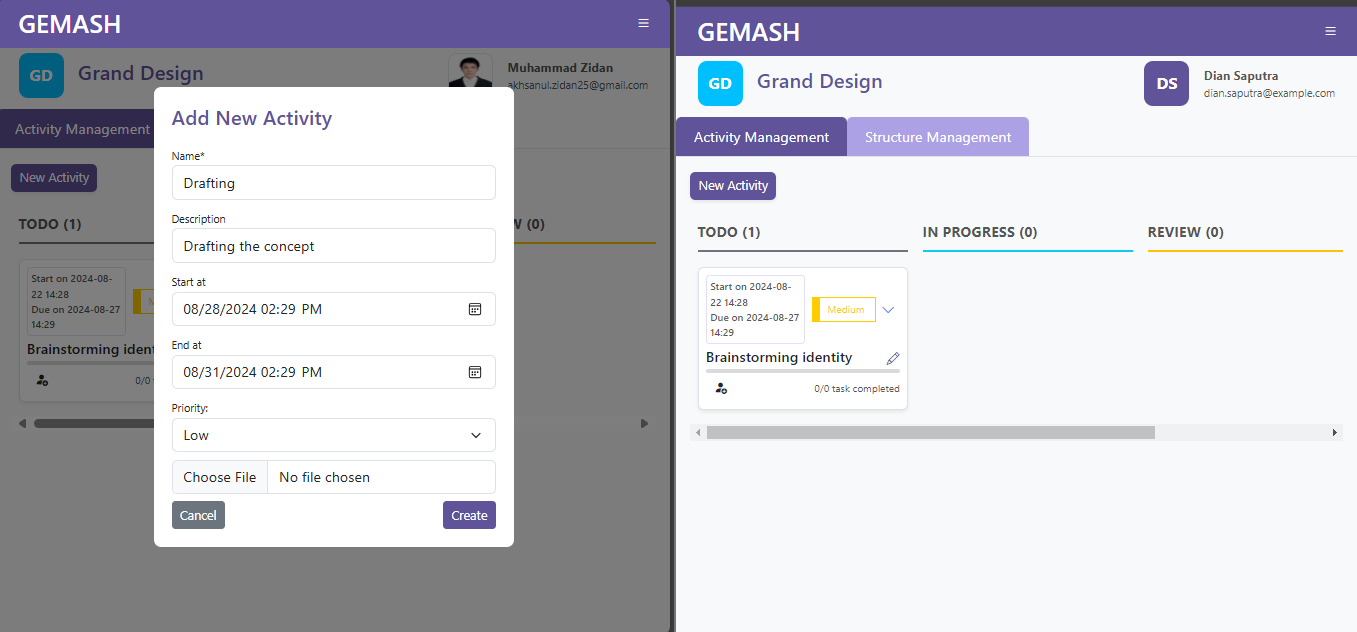 GEMASH
GD
Grand Design
Muhammad Zidan
akhsanul.zidan25@gmail.com
Activity Management
New Activity
TODO (1)
(0)
Start on 2024-08-
22 14:28
Due on 2024-08-27
14:29
Brainstorming
0/0
Add New Activity
Name*
Drafting
Description
Drafting the concept
Start at
08/28/2024 02:29 PM
End at
08/31/2024 02:29 PM
Priority:
Low
Choose File
No file chosen
Cancel
Create
GEMASH
GD
Grand Design
DS
Dian Saputra
dian.saputra@example.com
Activity Management
Structure Management
New Activity
TODO (1)
IN PROGRESS (0)
REVIEW (0)
Start on 2024-08-
22 14:28
Due on 2024-08-27
14:29
Medium
Brainstorming identity
0/0 task completed